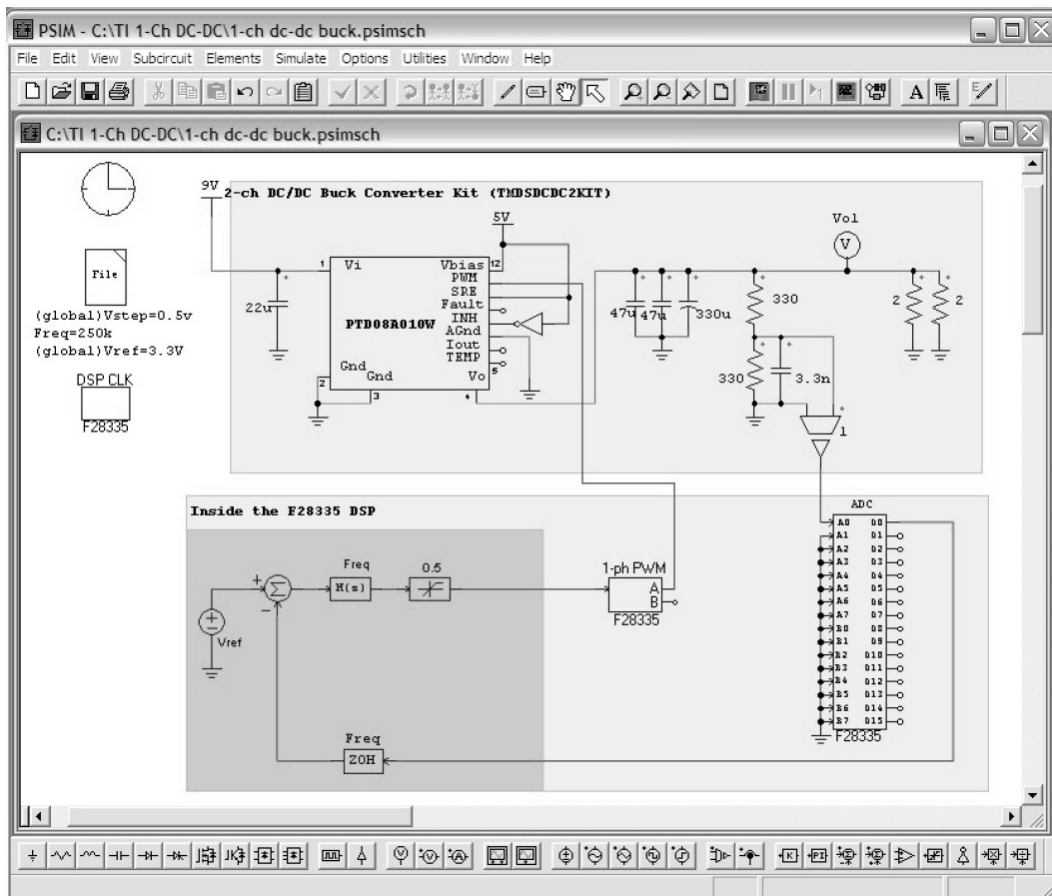 PSIM - C:\TI 1-Ch DC-DC\1-ch dc-dc buck.psimsch
File Edit View Subcircuit Elements Simulate Options Utilities Window Help
C:\TI 1-Ch DC-DC\1-ch dc-dc buck.psimsch
9V
2-ch DC/DC Buck Converter Kit (TMDSDCDC2KIT)
File
(global)Vstep=0.5v
Freq=250k
(global)Vref=3.3V
DSP CLK
F28335
22u
5V
1
Vi
Vbias
12
PWM
SRE
Fault
INH
AGnd
Iout
TEMP
5
Vo
4
PTD08A010W
Gnd
2
Gnd
3
47u
47u
330u
Vol
V
330
330
3.3n
2
2
1
Inside the F28335 DSP
Vref
+
-
Σ
Freq
H(z)
0.5
1-ph PWM
A
B
F28335
Freq
ZOH
ADC
A0 D0
A1 D1
A2 D2
A3 D3
A4 D4
A5 D5
A6 D6
A7 D7
B0 D8
B1 D9
B2 D10
B3 D11
B4 D12
B5 D13
B6 D14
B7 D15
F28335
K
PI